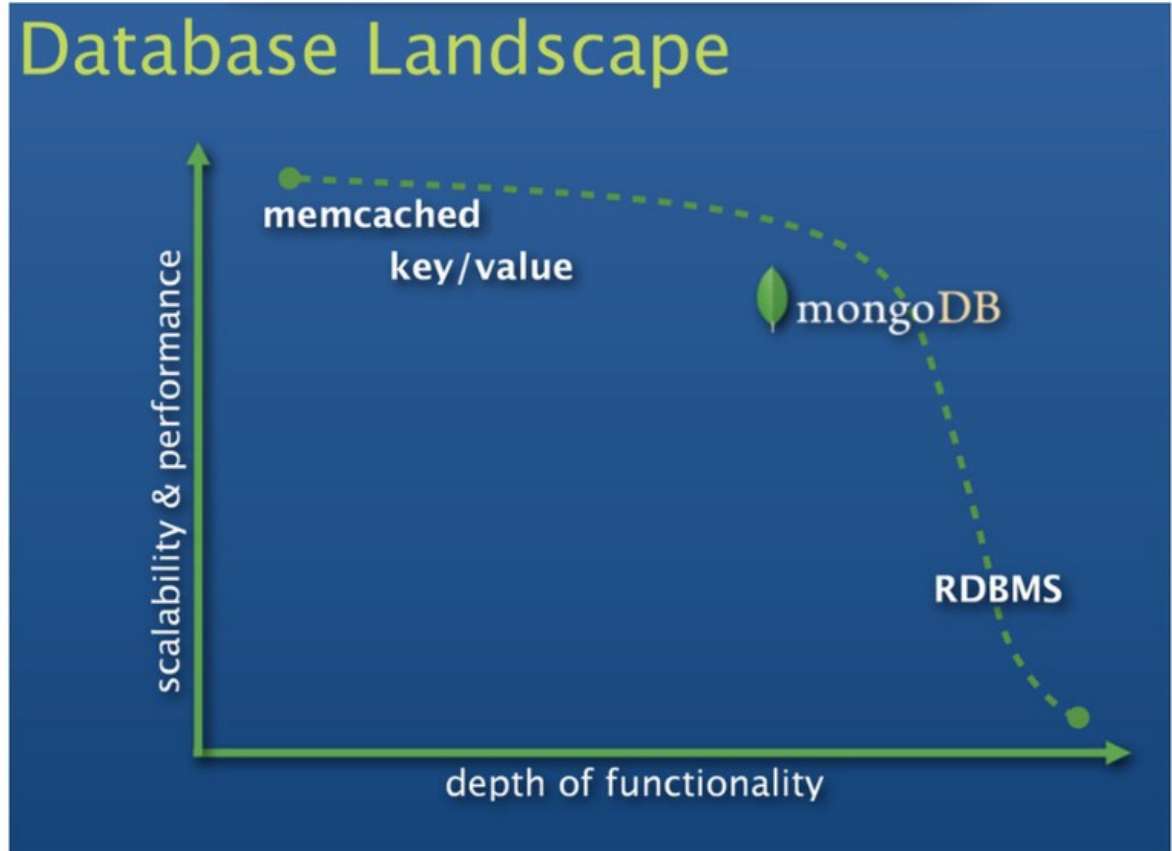 Database Landscape
memcached
key/value
mongoDB
RDBMS
scalability & performance
depth of functionality